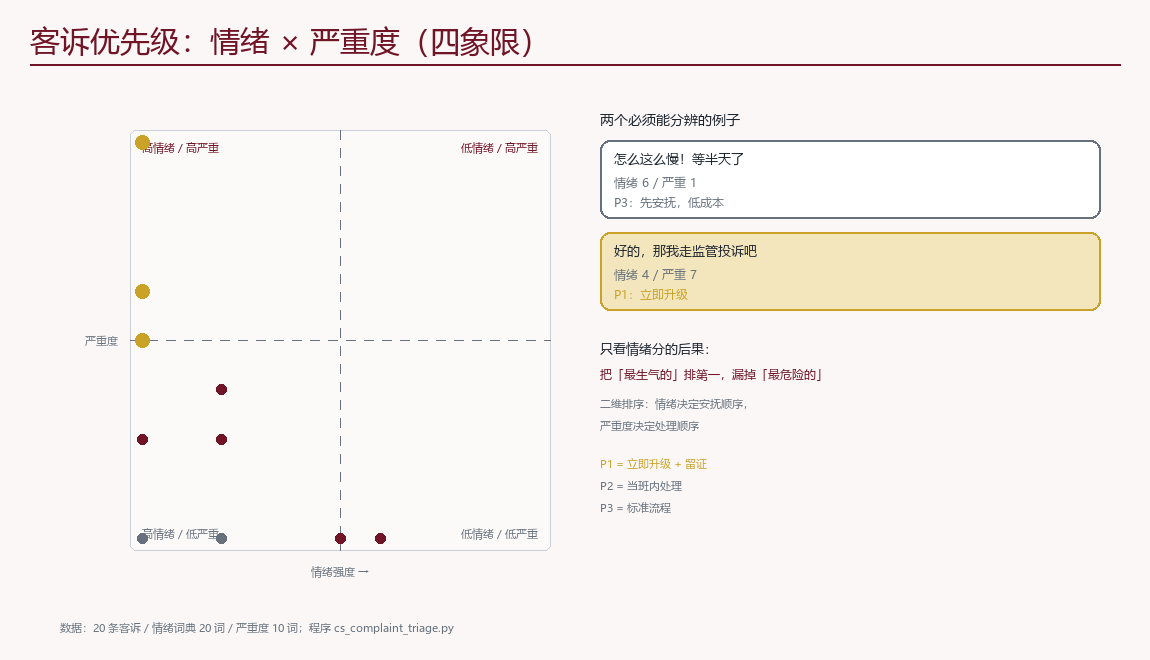 客诉优先级：情绪 × 严重度（四象限）
高情绪 / 高严重
低情绪 / 高严重
严重度
高情绪 / 低严重
低情绪 / 低严重
情绪强度 →
两个必须能分辨的例子
怎么这么慢！等半天了
情绪 6 / 严重 1
P3：先安抚，低成本
好的，那我走监管投诉吧
情绪 4 / 严重 7
P1：立即升级
只看情绪分的后果：
把「最生气的」排第一，漏掉「最危险的」
二维排序：情绪决定安抚顺序，
严重度决定处理顺序
P1 = 立即升级 + 留证
P2 = 当班内处理
P3 = 标准流程
数据：20 条客诉 / 情绪词典 20 词 / 严重度 10 词；程序 cs_complaint_triage.py